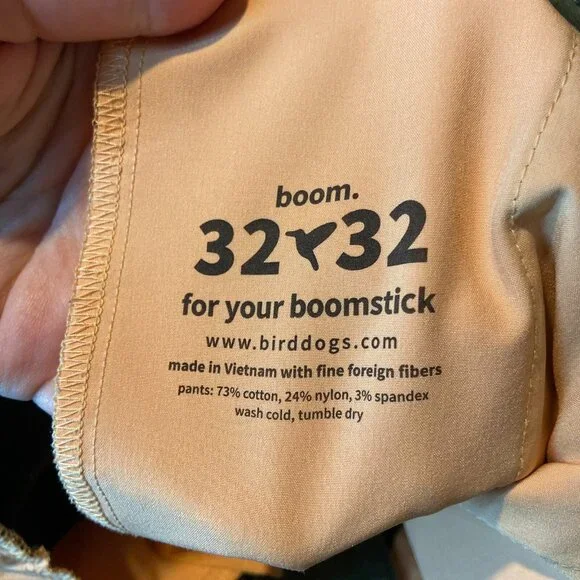 boom.
32 32
for your boomstick
www.birddogs.com
made in Vietnam with fine foreign fibers
pants: 73% cotton, 24% nylon, 3% spandex
wash cold, tumble dry